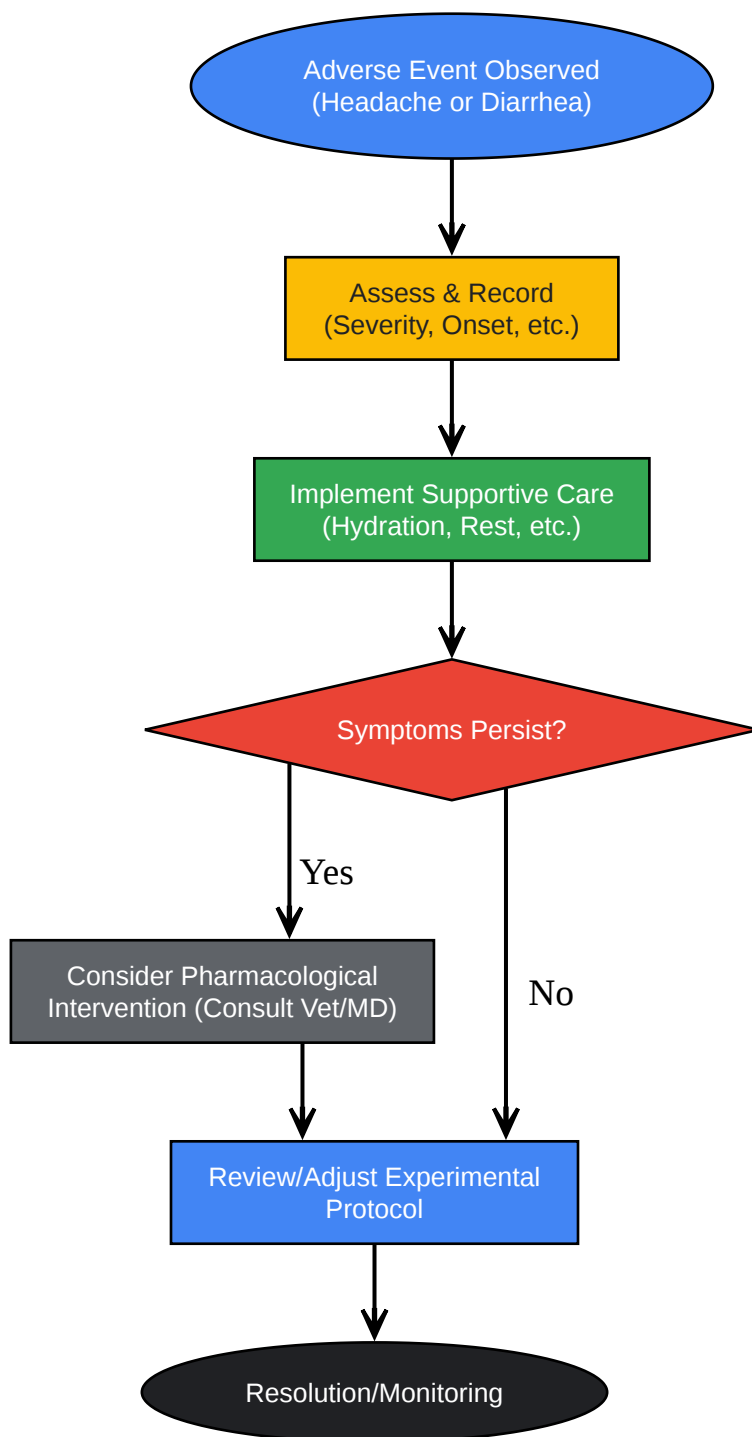 Adverse Event Observed
(Headache or Diarrhea)
Assess & Record
(Severity, Onset, etc.)
Implement Supportive Care
(Hydration, Rest, etc.)
Symptoms Persist?
Yes
Consider Pharmacological
Intervention (Consult Vet/MD)
No
Review/Adjust Experimental
Protocol
Resolution/Monitoring